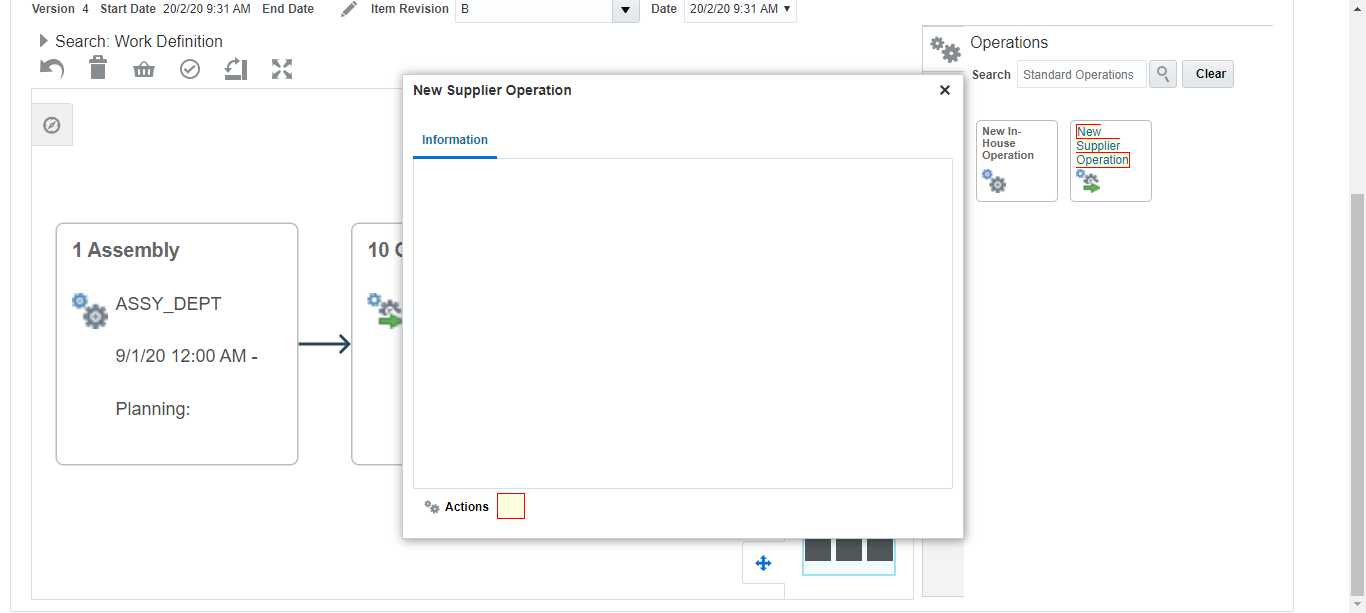 Version 4 Start Date 20/2/20 9:31 AM End Date Item Revision B Date 20/2/20 9:31 AM
Search: Work Definition
Operations
Search Standard Operations Clear
New Supplier Operation
Information
New In-
House
Operation
New
Supplier
Operation
1 Assembly
ASSY_DEPT
9/1/20 12:00 AM -
Planning:
10
Actions